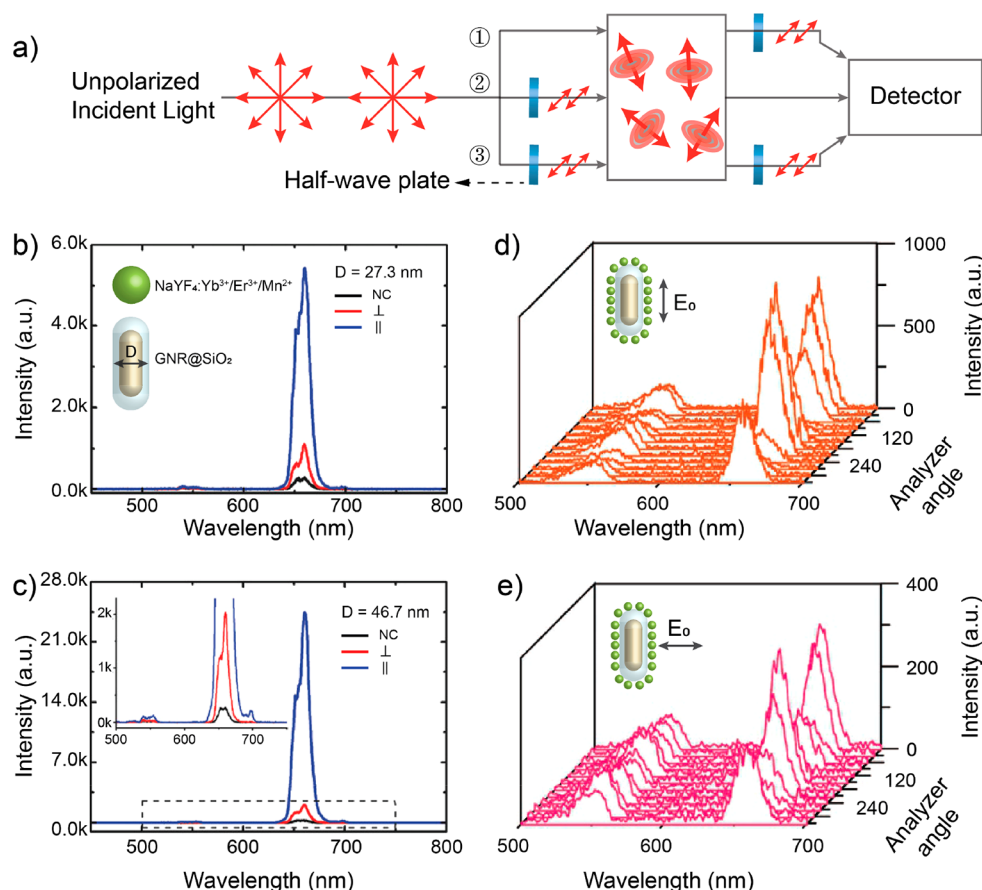 a)
Unpolarized
Incident Light
①
②
③
Half-wave plate
Detector
b)
6.0k
4.0k
2.0k
0.0k
Intensity (a.u.)
NaYF₄:Yb³⁺/Er³⁺/Mn²⁺
D
GNR@SiO₂
D = 27.3 nm
NC
⊥
||
500
600
700
800
Wavelength (nm)
d)
E₀
1000
500
0
Intensity (a.u.)
120
240
Analyzer
angle
500
600
700
Wavelength (nm)
c)
28.0k
21.0k
14.0k
7.0k
0.0k
Intensity (a.u.)
2k
1k
0k
500
600
700
D = 46.7 nm
NC
⊥
||
450
500
550
600
650
700
750
800
Wavelength (nm)
e)
E₀
400
200
0
Intensity (a.u.)
120
240
Analyzer
angle
500
600
700
Wavelength (nm)